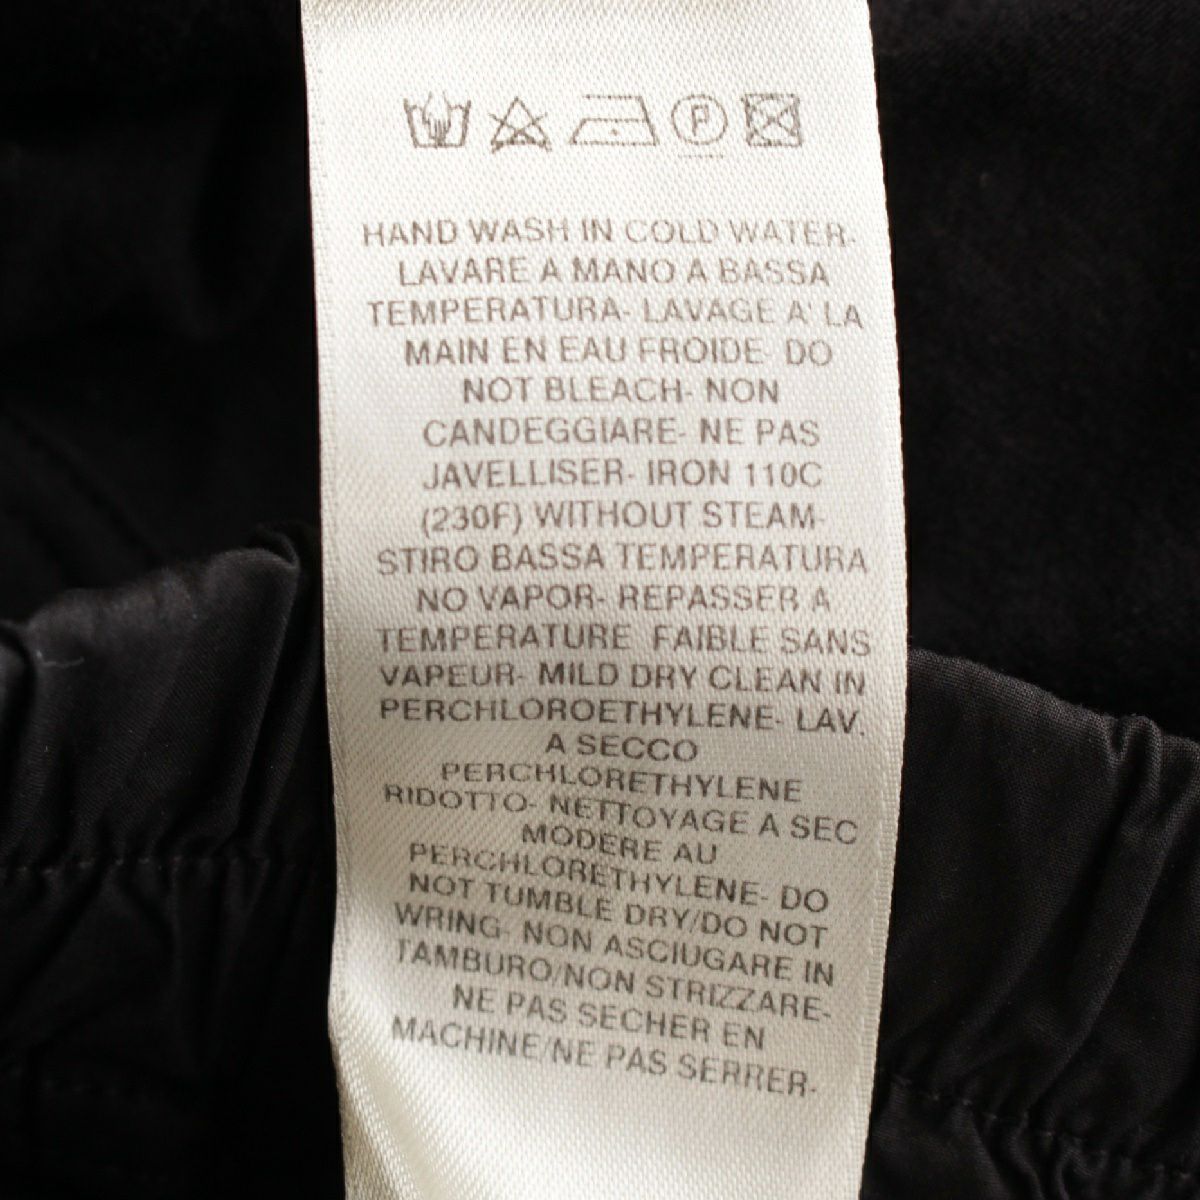 P
HAND WASH IN COLD WATER-
LAVARE A MANO A BASSA
TEMPERATURA- LAVAGE A' LA
MAIN EN EAU FROIDE- DO
NOT BLEACH- NON
CANDEGGIARE- NE PAS
JAVELLISER- IRON 110C
(230F) WITHOUT STEAM-
STIRO BASSA TEMPERATURA
NO VAPOR- REPASSER A
TEMPERATURE FAIBLE SANS
VAPEUR- MILD DRY CLEAN IN
PERCHLOROETHYLENE- LAV.
A SECCO
PERCHLORETHYLENE
RIDOTTO- NETTOYAGE A SEC
MODERE AU
PERCHLORETHYLENE- DO
NOT TUMBLE DRY/DO NOT
WRING- NON ASCIUGARE IN
TAMBURO/NON STRIZZARE-
NE PAS SECHER EN
MACHINE/NE PAS SERRER-